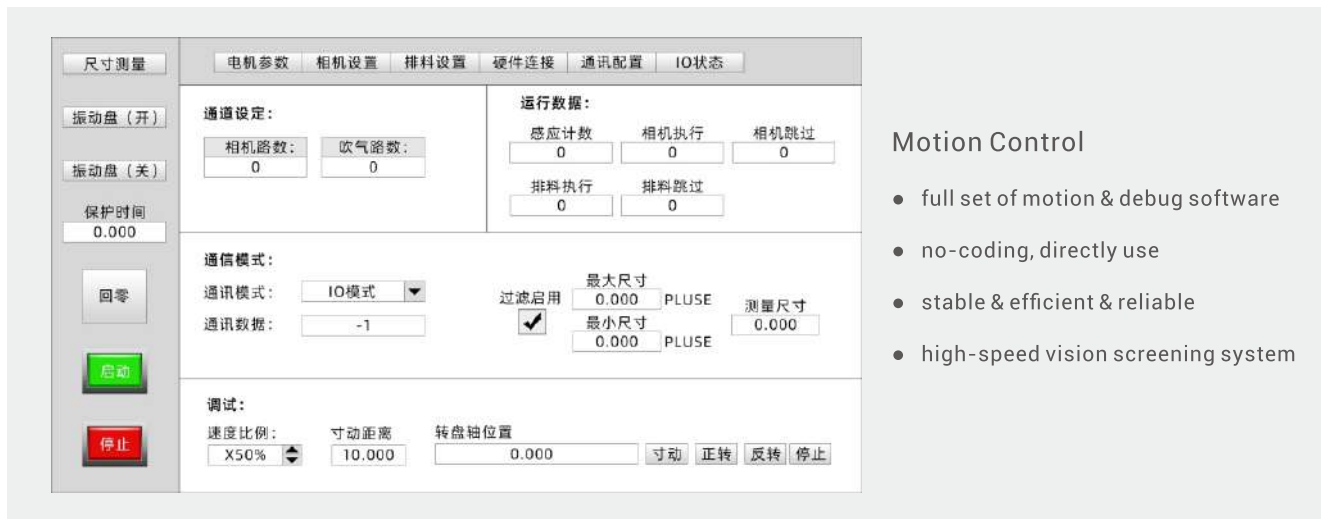 尺寸测量
振动盘（开）
振动盘（关）
保护时间
0.000
回零
启动
停止
电机参数 相机设置 排料设置 硬件连接 通讯配置 IO状态
通道设定：
相机路数： 吹气路数：
0 0
运行数据：
感应计数 相机执行 相机跳过
0 0 0
排料执行 排料跳过
0 0
通信模式：
通讯模式： IO模式
通讯数据： -1
过滤启用
最大尺寸
0.000 PLUSE
最小尺寸
0.000 PLUSE
测量尺寸
0.000
调试：
速度比例： 寸动距离 转盘轴位置
X50% 10.000 0.000 寸动 正转 反转 停止
Motion Control
● full set of motion & debug software
● no-coding, directly use
● stable & efficient & reliable
● high-speed vision screening system